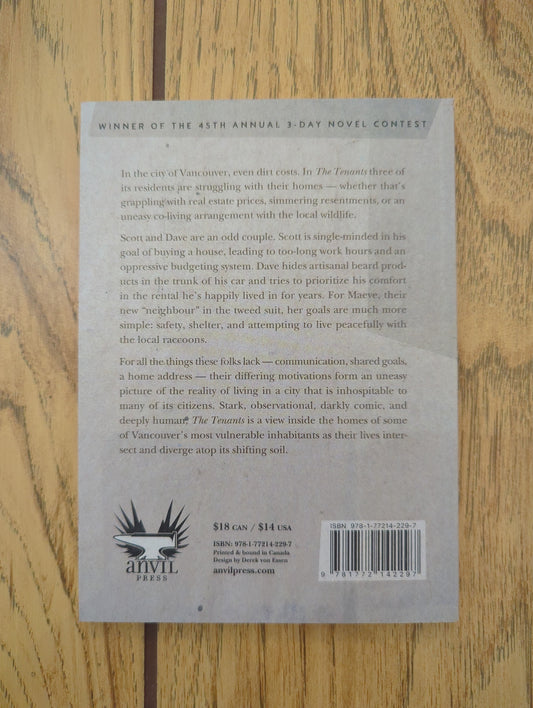 WINNER OF THE 45TH ANNUAL 3-DAY NOVEL CONTEST
In the city of Vancouver, even dirt costs. In The Tenants three of
its residents are struggling with their homes — whether that's
grappling with real estate prices, simmering resentments, or an
uneasy co-living arrangement with the local wildlife.
Scott and Dave are an odd couple. Scott is single-minded in his
goal of buying a house, leading to too-long work hours and an
oppressive budgeting system. Dave hides artisanal beard prod-
ucts in the trunk of his car and tries to prioritize his
comfort in the rental he's happily lived in for years. For Maeve, their
new “neighbour” in the tweed suit, her goals are much more
simple: safety, shelter, and attempting to live peacefully with
the local raccoons.
For all the things these folks lack — communication, shared goals,
a home address — their differing motivations form an uneasy
picture of the reality of living in a city that is inhospitable to
many of its citizens. Stark, observational, darkly comic, and
deeply human, The Tenants is a view inside the homes of some
of Vancouver's most vulnerable inhabitants as their lives inter-
sect and diverge atop its shifting soil.
anvil
PRESS
$18 CAN / $14 USA
ISBN: 978-1-77214-229-7
Printed & bound in Canada
Design by Derek von Essen
anvilpress.com
ISBN 978-1-77214-229-7
9 781772 142297